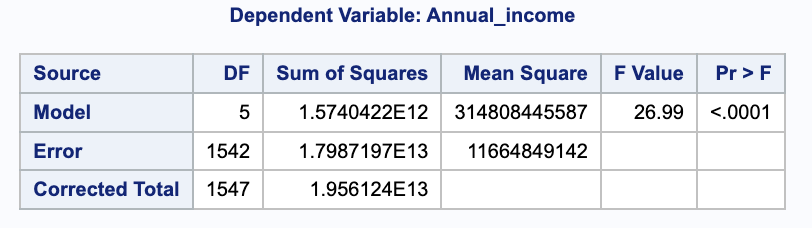 Dependent Variable: Annual_income
Source DF Sum of Squares Mean Square F Value Pr > F
Model 5 1.5740422E12 314808445587 26.99 <.0001
Error 1542 1.7987197E13 11664849142
Corrected Total 1547 1.956124E13